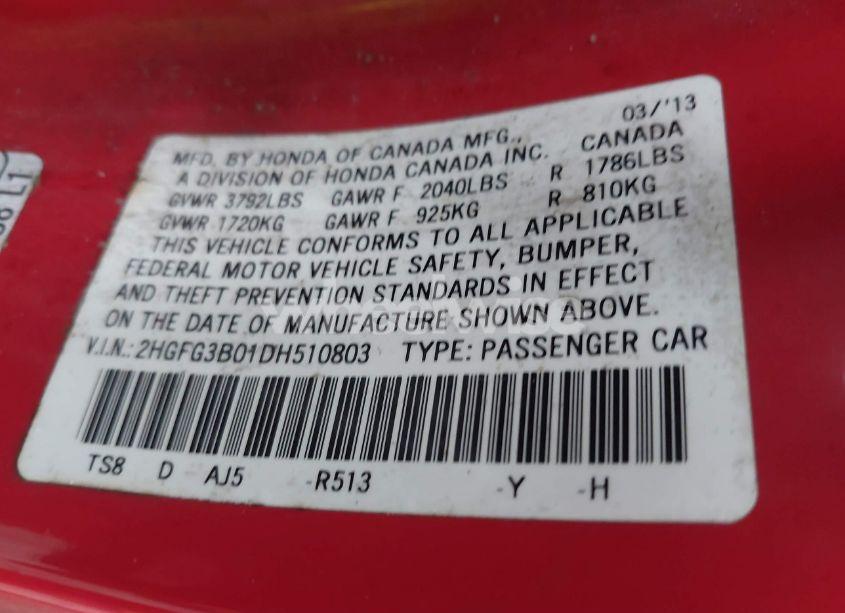 03/'13
MFD. BY HONDA OF CANADA MFG., CANADA
A DIVISION OF HONDA CANADA INC.
GVWR 3792LBS GAWR F 2040LBS R 1786LBS
GVWR 1720KG GAWR F 925KG R 810KG
THIS VEHICLE CONFORMS TO ALL APPLICABLE
FEDERAL MOTOR VEHICLE SAFETY, BUMPER,
AND THEFT PREVENTION STANDARDS IN EFFECT
ON THE DATE OF MANUFACTURE SHOWN ABOVE.
V.I.N.: 2HGFG3B01DH510803 TYPE: PASSENGER CAR
TS8 D AJ5 -R513 -Y -H
L1